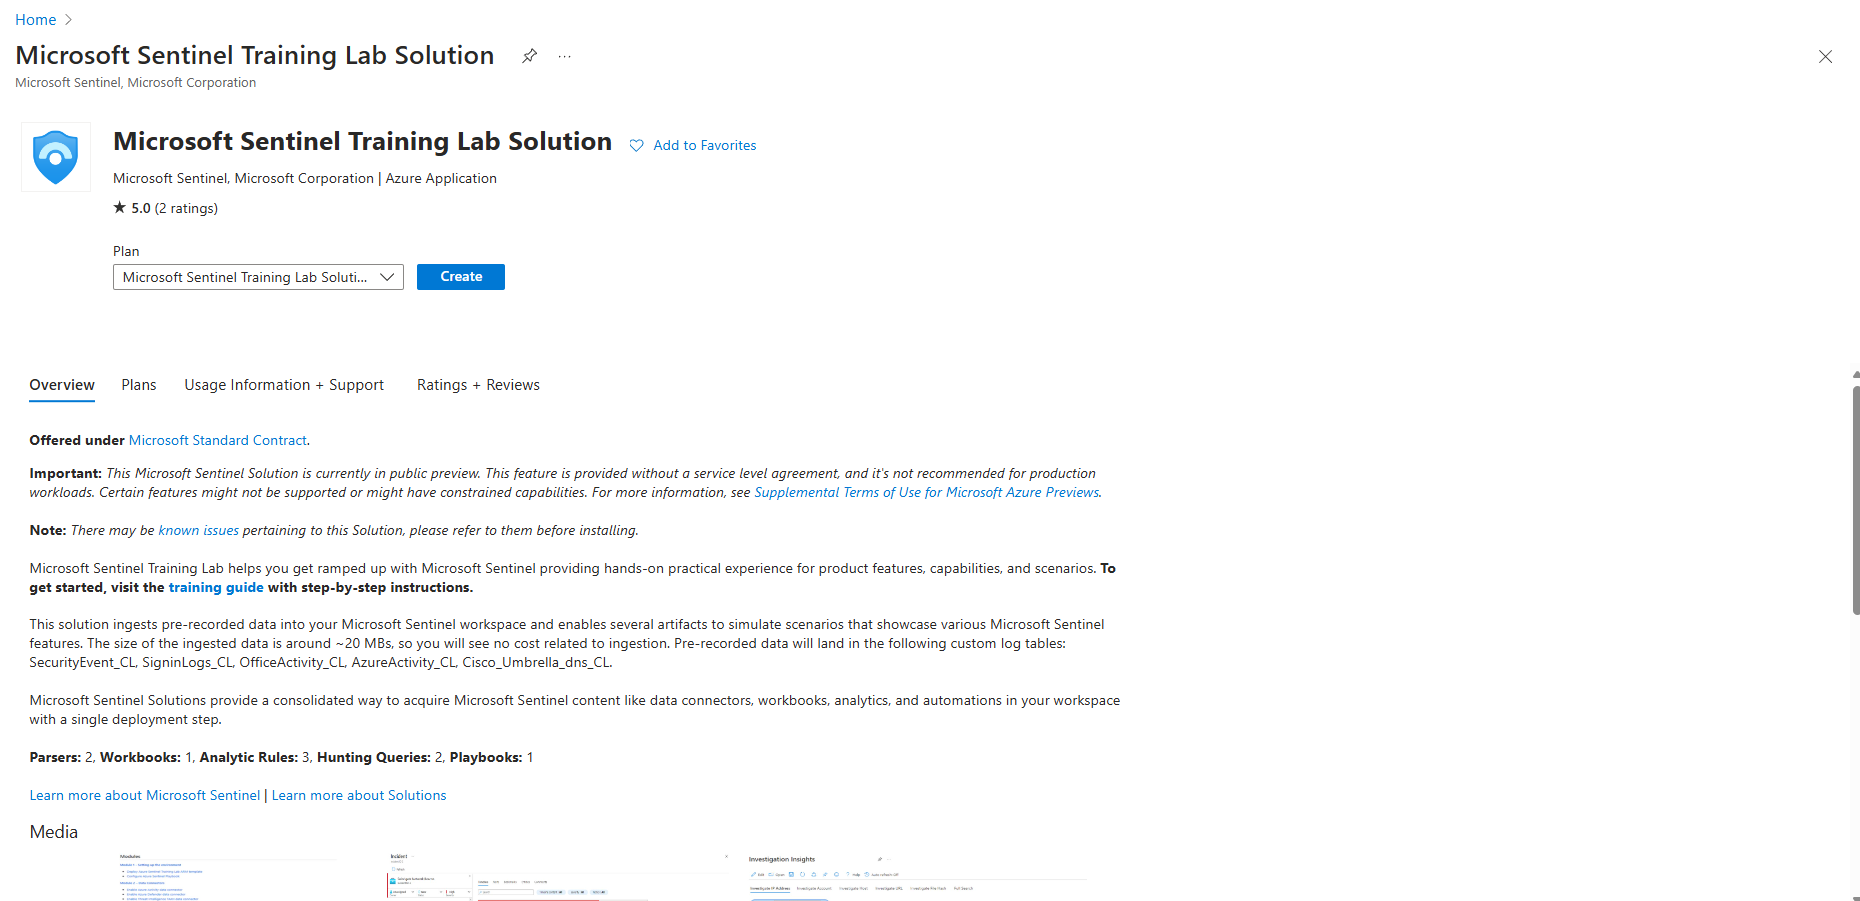 Home
Microsoft Sentinel Training Lab Solution
Microsoft Sentinel, Microsoft Corporation
Microsoft Sentinel Training Lab Solution
Add to Favorites
Microsoft Sentinel, Microsoft Corporation | Azure Application
★ 5.0 (2 ratings)
Plan
Microsoft Sentinel Training Lab Soluti...
Create
Overview Plans Usage Information + Support Ratings + Reviews
Offered under Microsoft Standard Contract.
Important: This Microsoft Sentinel Solution is currently in public preview. This feature is provided without a service level agreement, and it's not recommended for production
workloads. Certain features might not be supported or might have constrained capabilities. For more information, see Supplemental Terms of Use for Microsoft Azure Previews.
Note: There may be known issues pertaining to this Solution, please refer to them before installing.
Microsoft Sentinel Training Lab helps you get ramped up with Microsoft Sentinel providing hands-on practical experience for product features, capabilities, and scenarios. To
get started, visit the training guide with step-by-step instructions.
This solution ingests pre-recorded data into your Microsoft Sentinel workspace and enables several artifacts to simulate scenarios that showcase various Microsoft Sentinel
features. The size of the ingested data is around ~20 MBs, so you will see no cost related to ingestion. Pre-recorded data will land in the following custom log tables:
SecurityEvent_CL, SigninLogs_CL, OfficeActivity_CL, AzureActivity_CL, Cisco_Umbrella_dns_CL.
Microsoft Sentinel Solutions provide a consolidated way to acquire Microsoft Sentinel content like data connectors, workbooks, analytics, and automations in your workspace
with a single deployment step.
Parsers: 2, Workbooks: 1, Analytic Rules: 3, Hunting Queries: 2, Playbooks: 1
Learn more about Microsoft Sentinel | Learn more about Solutions
Media
Modules
Incident
Investigation Insights